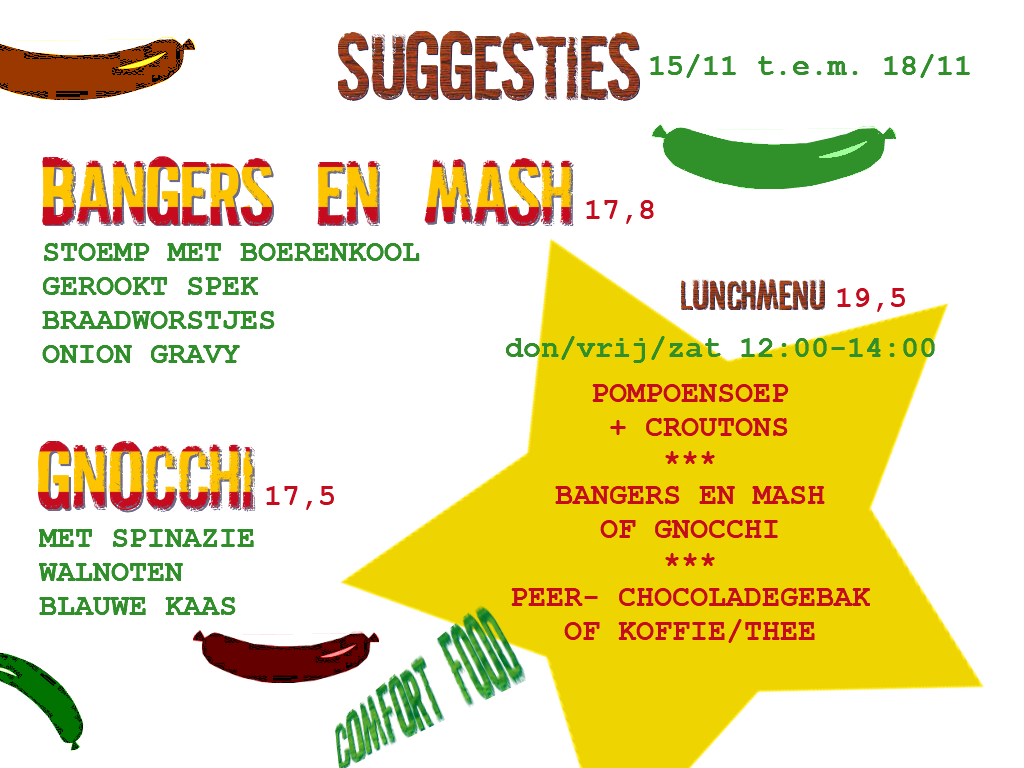 SUGGESTIES 15/11 t.e.m. 18/11
BANGERS EN MASH 17,8
STOEMP MET BOERENKOOL
GEROOKT SPEK
BRAADWORSTJES
ONION GRAVY
GNOCCHI 17,5
MET SPINAZIE
WALNOTEN
BLAUWE KAAS
LUNCHMENU 19,5
don/vrij/zat 12:00-14:00
POMPOENSOEP
+ CROUTONS
***
BANGERS EN MASH
OF GNOCCHI
***
PEER- CHOCOLADEGEBAK
OF KOFFIE/THEE
COMFORT FOOD